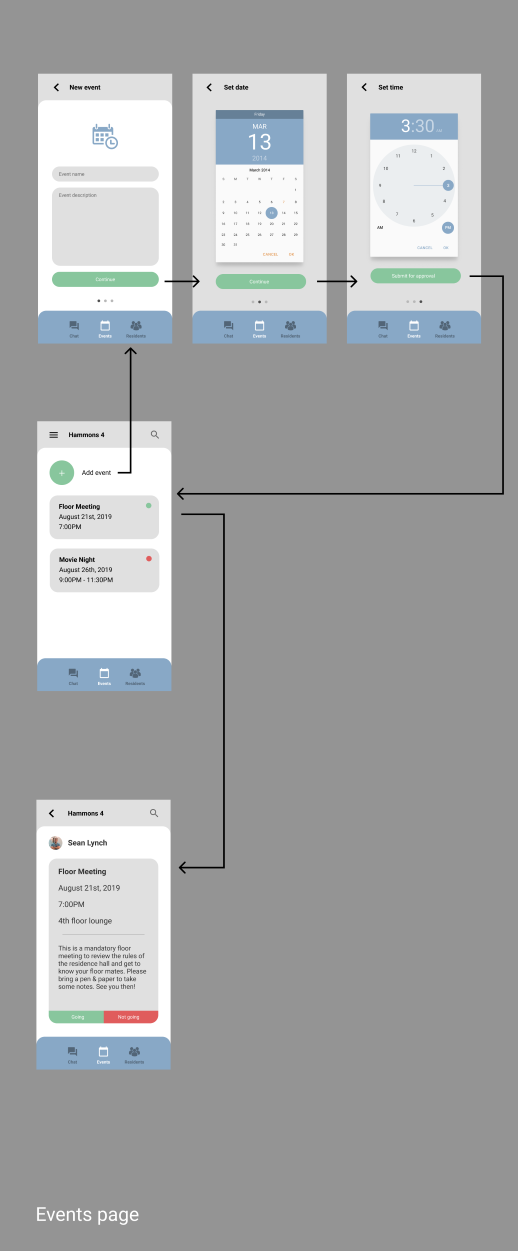 New event
Event name
Event description
Continue
Chat Events Residents
Set date
Friday
MAR
13
2014
March 2014
S M T W T F S
1
2 3 4 5 6 7 8
9 10 11 12 13 14 15
16 17 18 19 20 21 22
23 24 25 26 27 28 29
30 31
CANCEL OK
Continue
Chat Events Residents
Set time
3:30
12
11 1
10 2
9 3
8 4
7 5
6
AM PM
CANCEL OK
Submit for approval
Chat Events Residents
Hammons 4
+ Add event
Floor Meeting
August 21st, 2019
7:00PM
Movie Night
August 26th, 2019
9:00PM - 11:30PM
Chat Events Residents
Hammons 4
Sean Lynch
Floor Meeting
August 21st, 2019
7:00PM
4th floor lounge
This is a mandatory floor
meeting to review the rules of
the residence hall and get to
know your floor mates. Please
bring a pen & paper to take
some notes. See you then!
Going Not going
Chat Events Residents
Events page